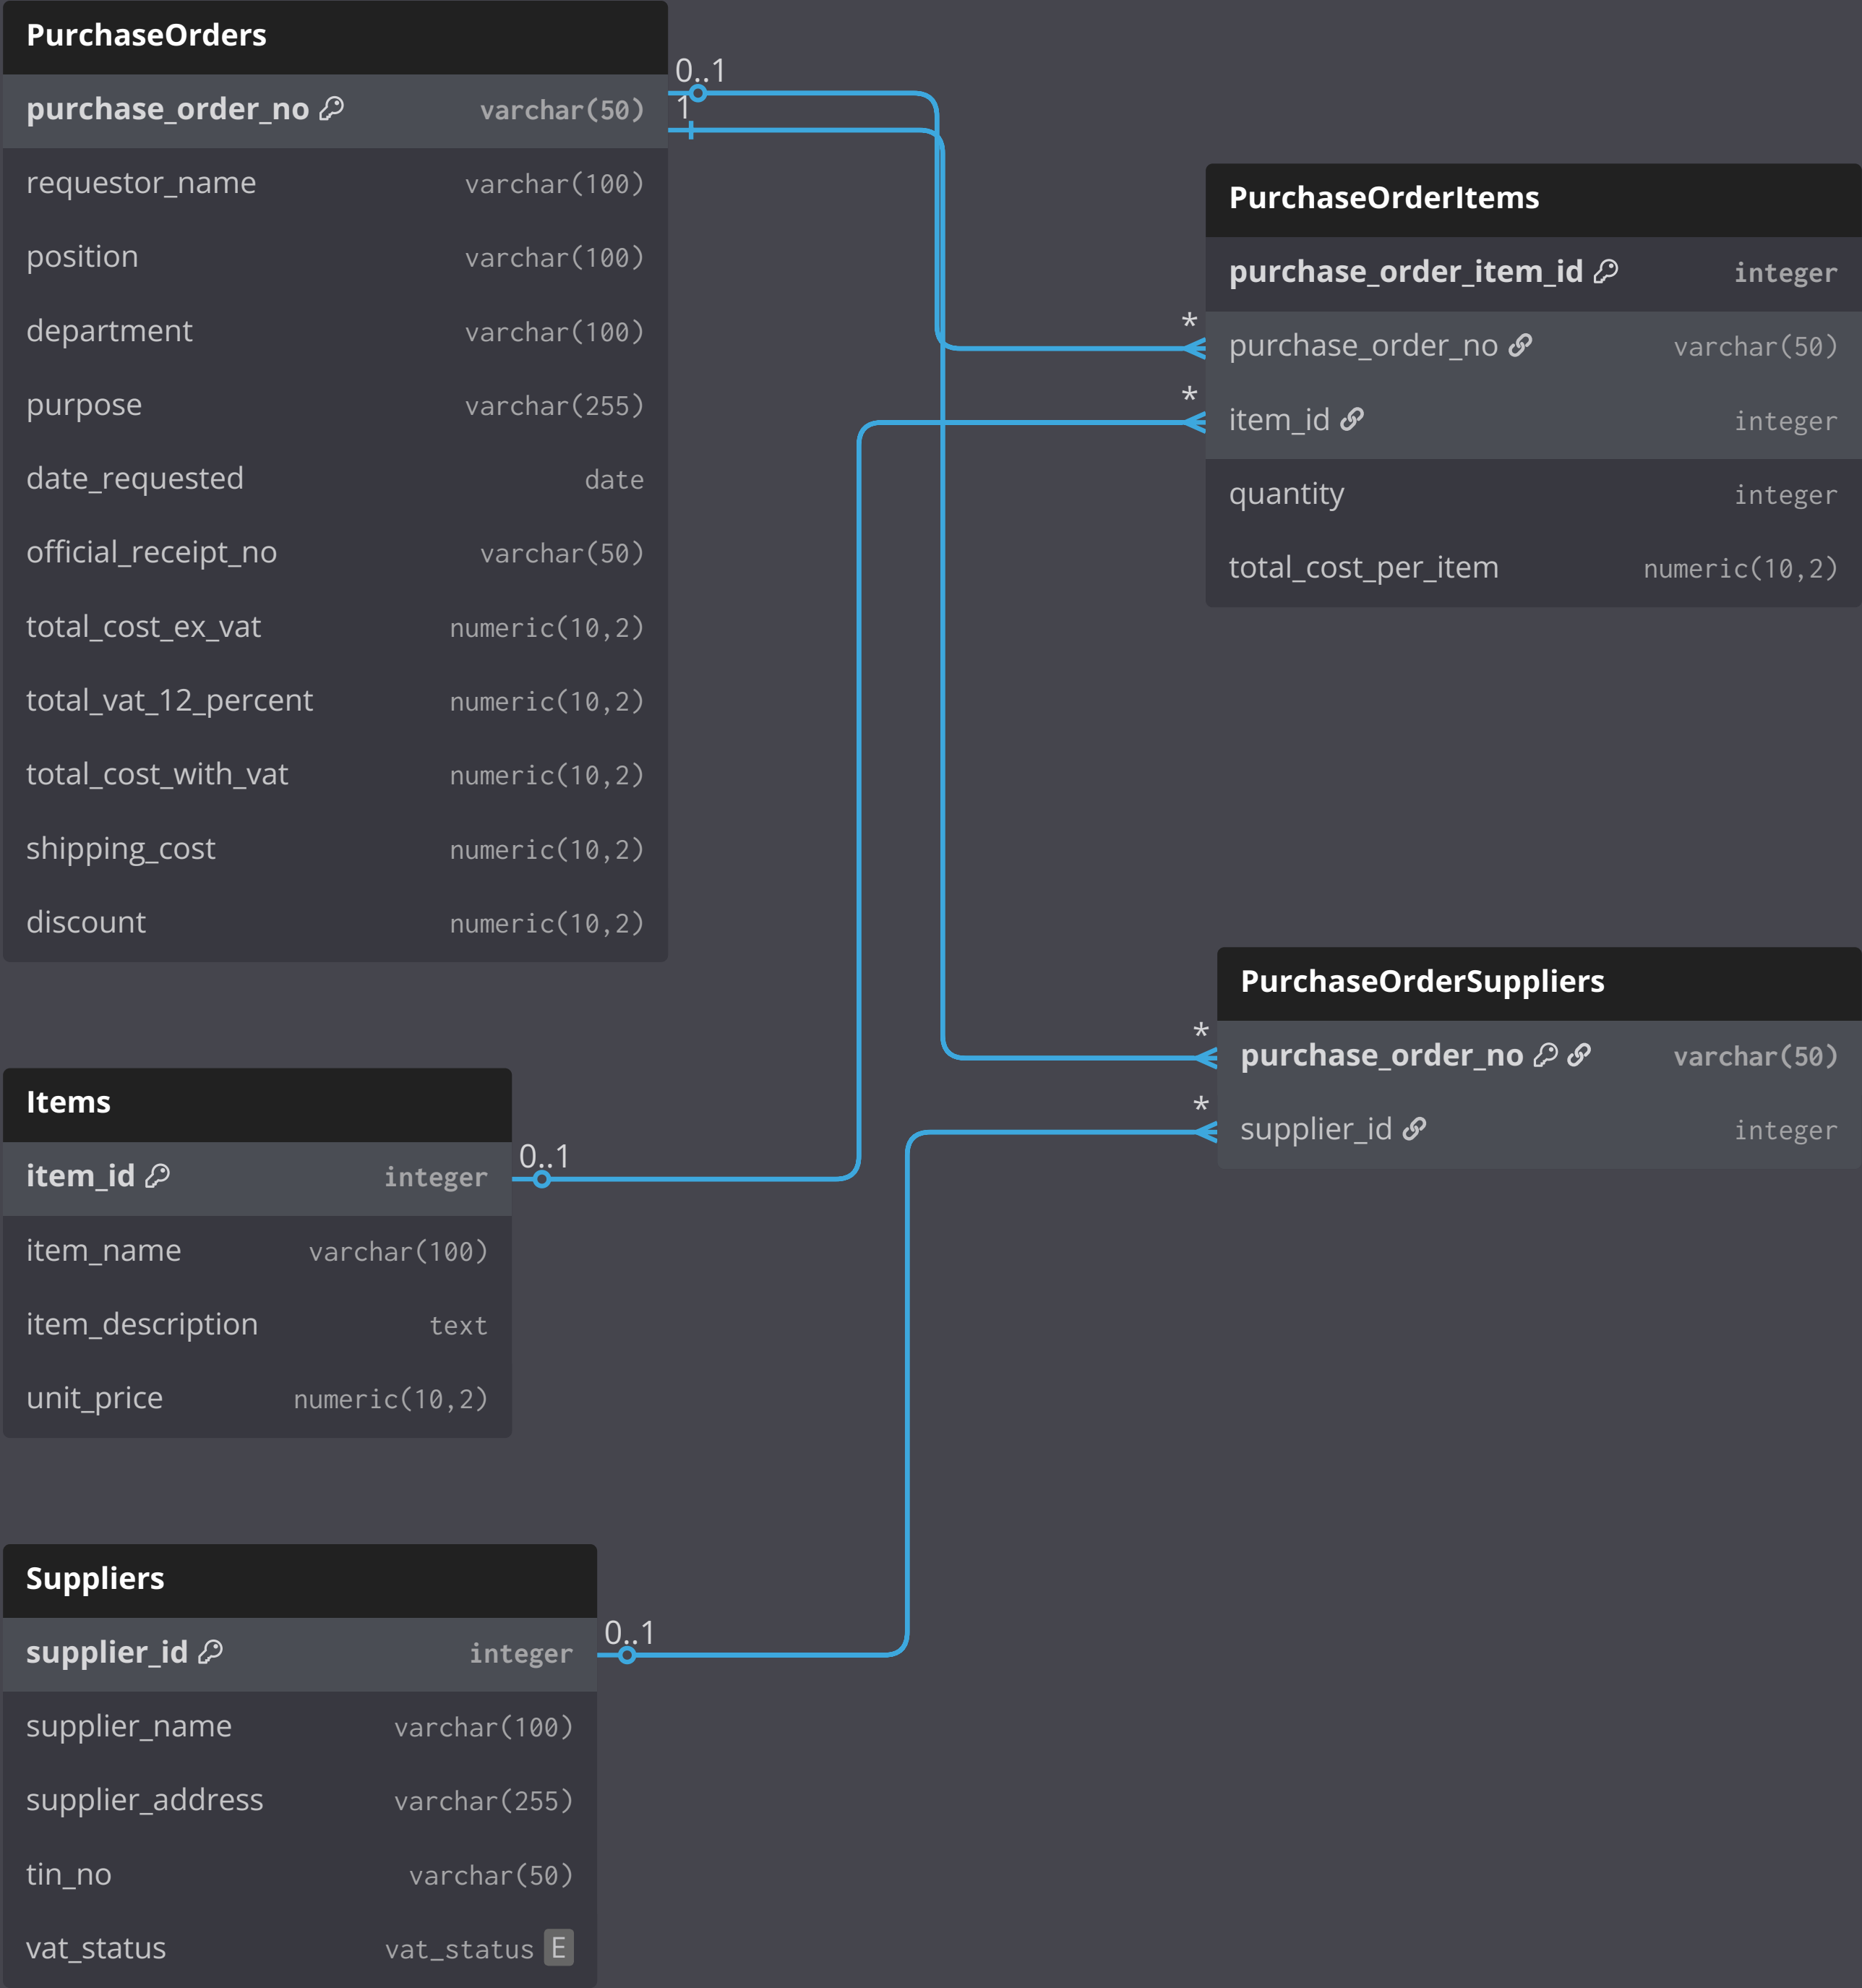 PurchaseOrders
purchase_order_no varchar(50)
requestor_name varchar(100)
position varchar(100)
department varchar(100)
purpose varchar(255)
date_requested date
official_receipt_no varchar(50)
total_cost_ex_vat numeric(10,2)
total_vat_12_percent numeric(10,2)
total_cost_with_vat numeric(10,2)
shipping_cost numeric(10,2)
discount numeric(10,2)
0..1
1
PurchaseOrderItems
purchase_order_item_id integer
*
purchase_order_no varchar(50)
*
item_id integer
quantity integer
total_cost_per_item numeric(10,2)
PurchaseOrderSuppliers
*
purchase_order_no varchar(50)
*
supplier_id integer
Items
0..1
item_id integer
item_name varchar(100)
item_description text
unit_price numeric(10,2)
Suppliers
0..1
supplier_id integer
supplier_name varchar(100)
supplier_address varchar(255)
tin_no varchar(50)
vat_status vat_status E